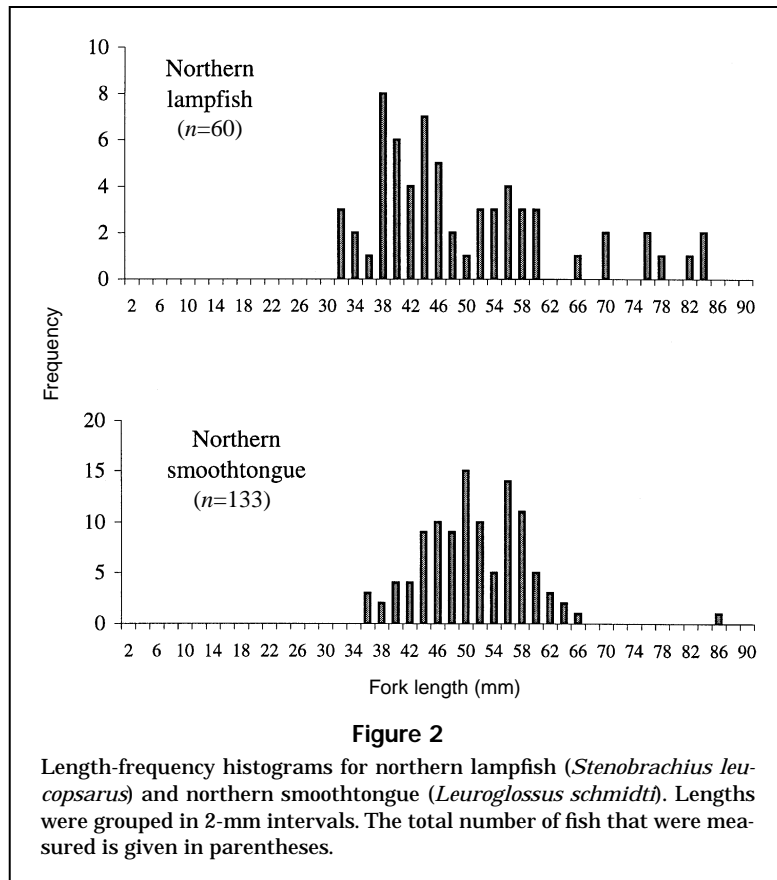 10
8
6
4
2
0
Northern
lampfish
(n=60)
2 6 10 14 18 22 26 30 34 38 42 46 50 54 58 62 66 70 74 78 82 86 90
Frequency
20
15
10
5
0
Northern
smoothtongue
(n=133)
2 6 10 14 18 22 26 30 34 38 42 46 50 54 58 62 66 70 74 78 82 86 90
Fork length (mm)
Figure 2
Length-frequency histograms for northern lampfish (Stenobrachius leu-
copsarus) and northern smoothtongue (Leuroglossus schmidti). Lengths
were grouped in 2-mm intervals. The total number of fish that were mea-
sured is given in parentheses.